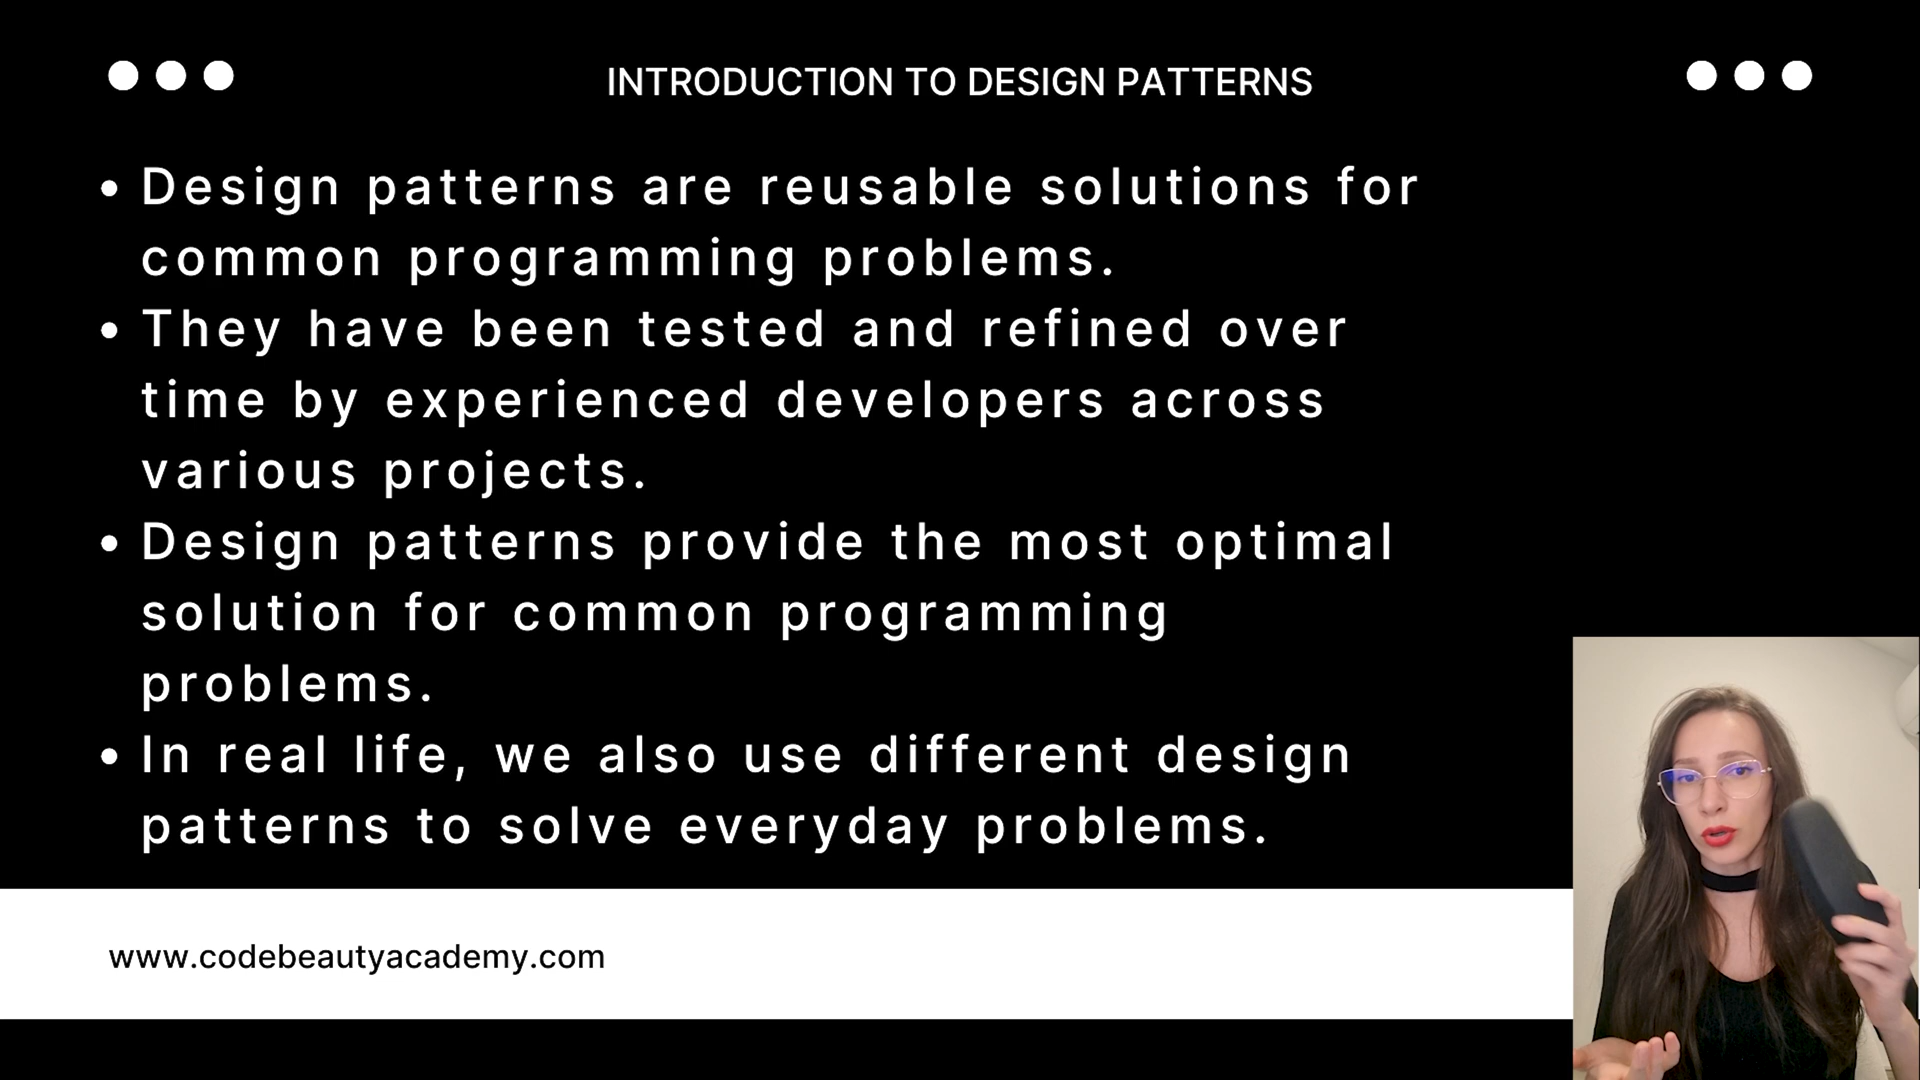 INTRODUCTION TO DESIGN PATTERNS
• Design patterns are reusable solutions for
common programming problems.
• They have been tested and refined over
time by experienced developers across
various projects.
• Design patterns provide the most optimal
solution for common programming
problems.
• In real life, we also use different design
patterns to solve everyday problems.
www.codebeautyacademy.com